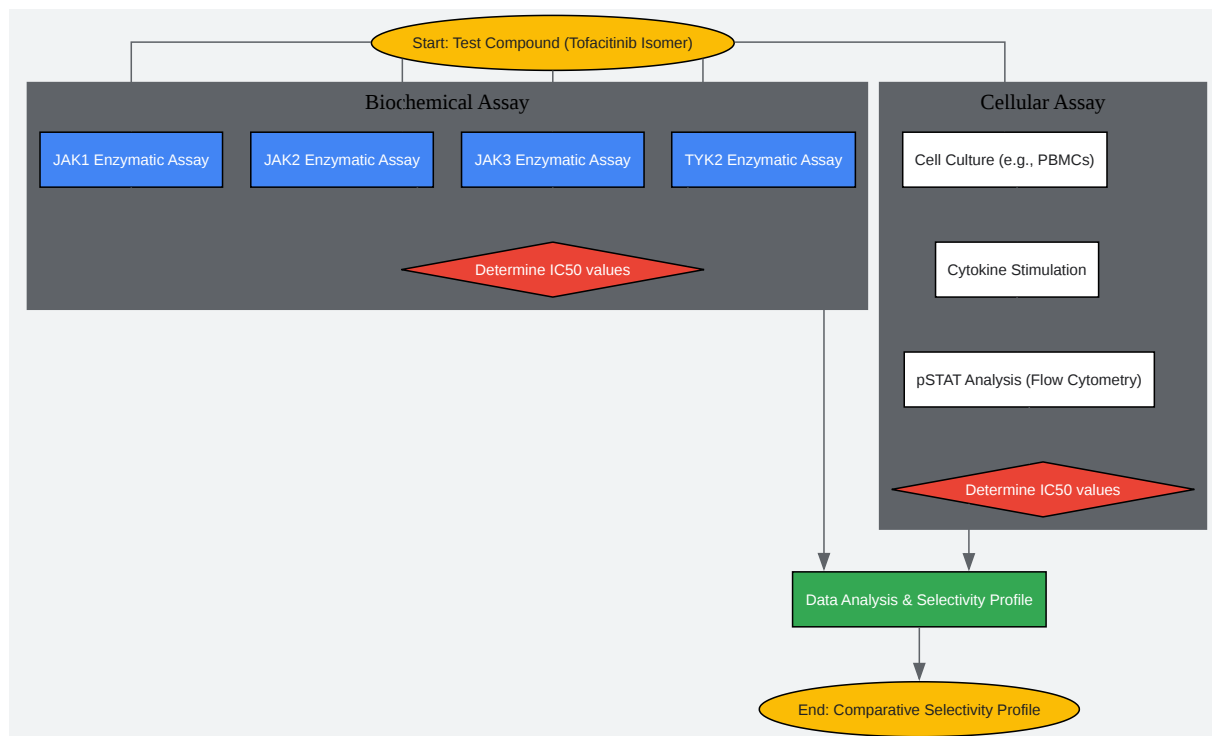 Start: Test Compound (Tofacitinib Isomer)
Biochemical Assay
JAK1 Enzymatic Assay
JAK2 Enzymatic Assay
JAK3 Enzymatic Assay
TYK2 Enzymatic Assay
Determine IC50 values
Cellular Assay
Cell Culture (e.g., PBMCs)
Cytokine Stimulation
pSTAT Analysis (Flow Cytometry)
Determine IC50 values
Data Analysis & Selectivity Profile
End: Comparative Selectivity Profile